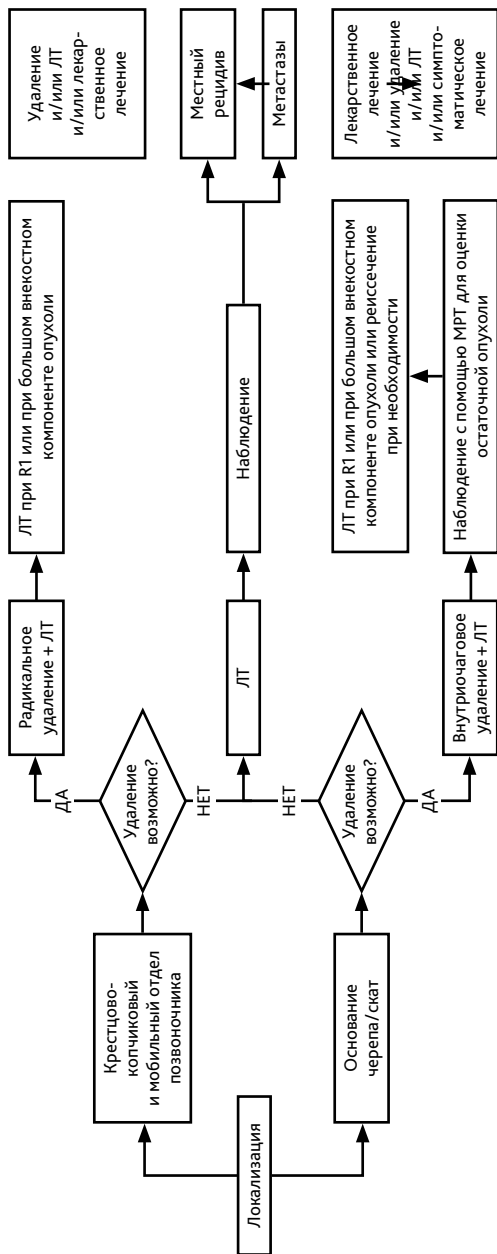 Локализация
Крестцово-
копчиковый
и мобильный отдел
позвоночника
Основание
черепа/скат
Удаление
возможно?
ДА
НЕТ
Удаление
возможно?
НЕТ
ДА
Радикальное
удаление + ЛТ
ЛТ
Внутриочаговое
удаление + ЛТ
ЛТ при R1 или при большом внекостном
компоненте опухоли
Наблюдение
ЛТ при R1 или при большом внекостном
компоненте опухоли или реиссечение
при необходимости
Наблюдение с помощью МРТ для оценки
остаточной опухоли
Удаление
и/или ЛТ
и/или лекар-
ственное
лечение
Местный
рецидив
Метастазы
Лекарственное
лечение
и/или удаление
и/или ЛТ
и/или симпто-
матическое
лечение